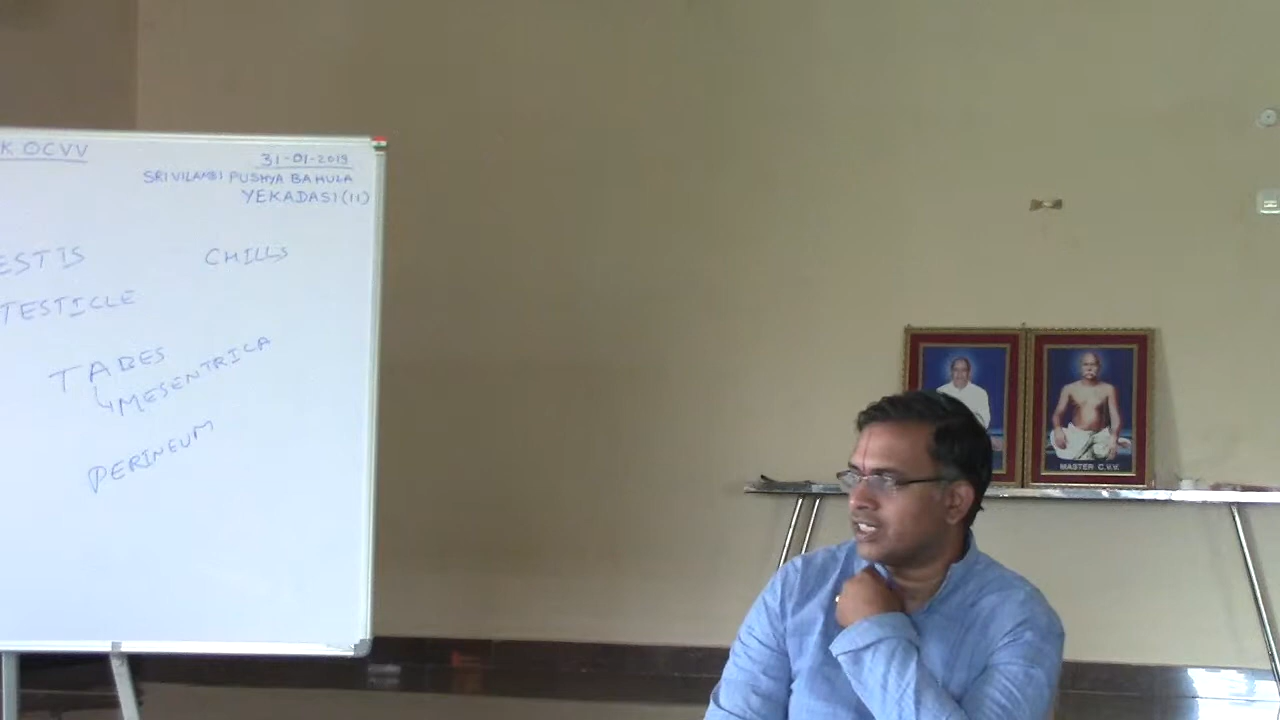 K OCVV
31-01-2019
SRI VILAMBI PUSHYA BAHULA
YEKADASI (11)
ESTIS
CHILLS
TESTICLE
TABES
MESENTRICA
PERINEUM
MASTER C.V.V.